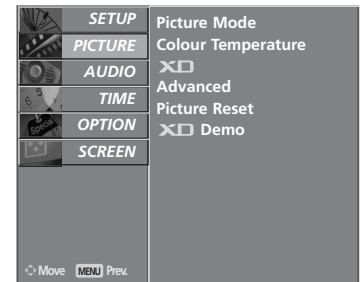 SETUP
PICTURE
AUDIO
TIME
OPTION
Special
SCREEN
Move MENU Prev.
Picture Mode
Colour Temperature
XD
Advanced
Picture Reset
XD Demo